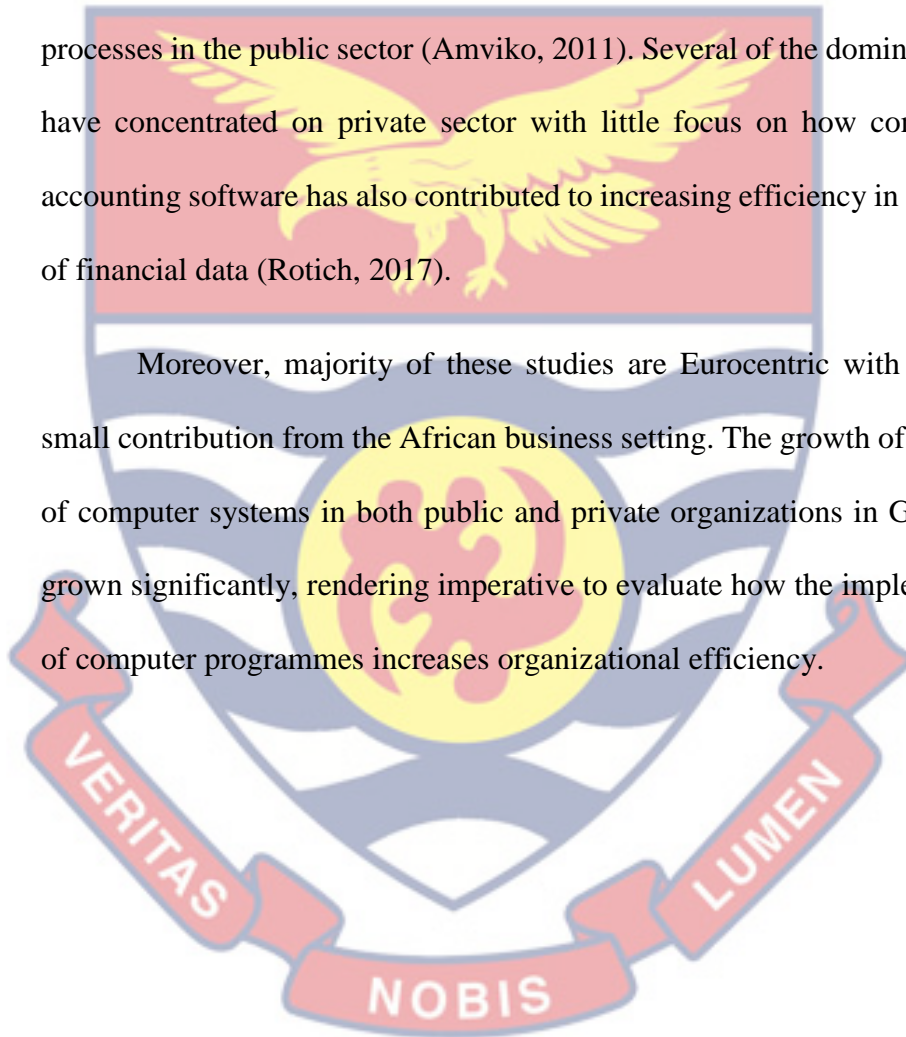 processes in the public sector (Amviko, 2011). Several of the domin
have concentrated on private sector with little focus on how con
accounting software has also contributed to increasing efficiency in
of financial data (Rotich, 2017).
Moreover, majority of these studies are Eurocentric with
small contribution from the African business setting. The growth of
of computer systems in both public and private organizations in G
grown significantly, rendering imperative to evaluate how the imple
of computer programmes increases organizational efficiency.
VERITAS
NOBIS
LUMEN